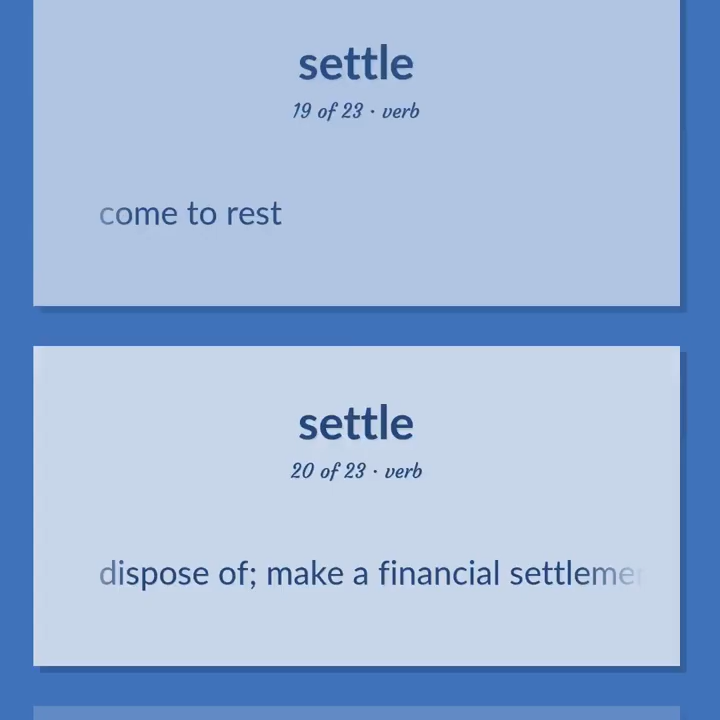 settle
19 of 23 · verb
come to rest
settle
20 of 23 · verb
dispose of; make a financial